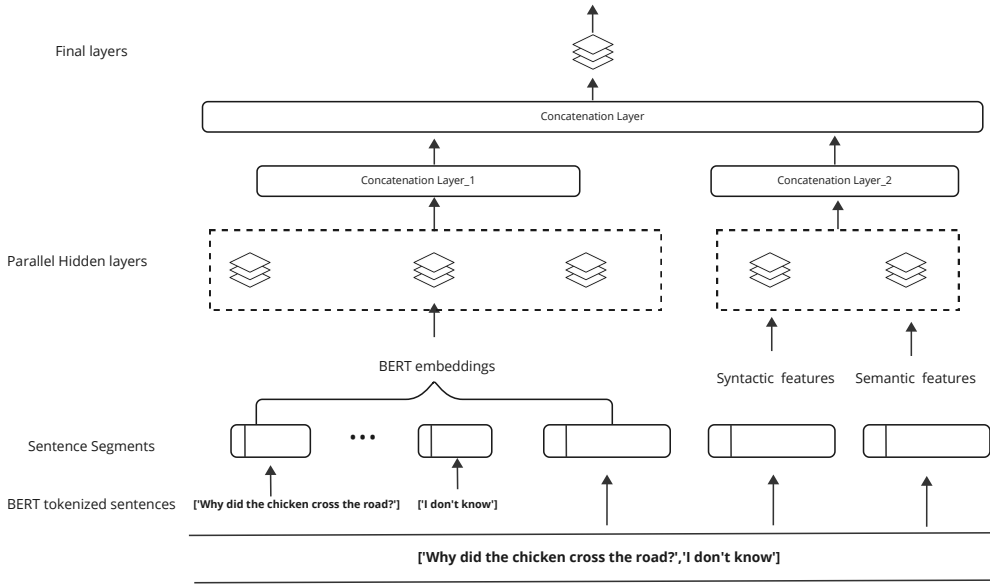 Final layers
Concatenation Layer
Concatenation Layer_1
Concatenation Layer_2
Parallel Hidden layers
BERT embeddings
Syntactic features
Semantic features
Sentence Segments
BERT tokenized sentences
['Why did the chicken cross the road?']
['I don't know']
['Why did the chicken cross the road?','I don't know']